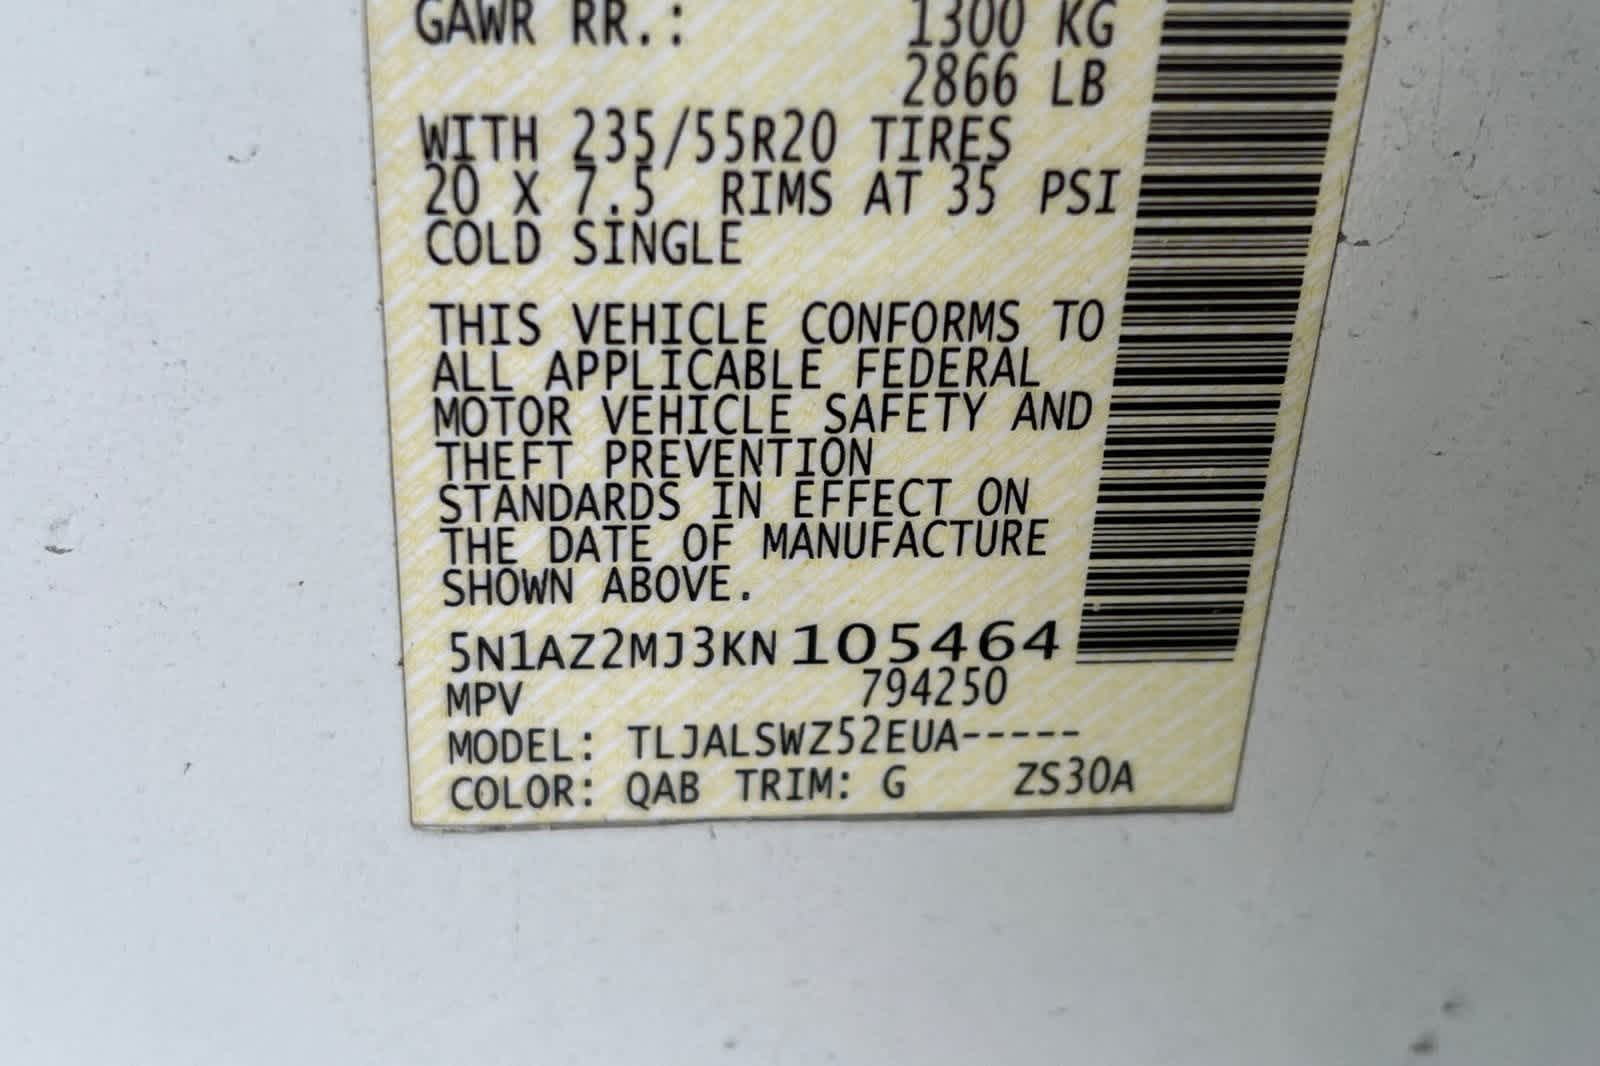 GAWR RR.: 1300 KG
2866 LB
WITH 235/55R20 TIRES
20 X 7.5 RIMS AT 35 PSI
COLD SINGLE
THIS VEHICLE CONFORMS TO
ALL APPLICABLE FEDERAL
MOTOR VEHICLE SAFETY AND
THEFT PREVENTION
STANDARDS IN EFFECT ON
THE DATE OF MANUFACTURE
SHOWN ABOVE.
5N1AZ2MJ3KN105464
MPV 794250
MODEL: TLJALSWZ52EUA-----
COLOR: QAB TRIM: G ZS30A